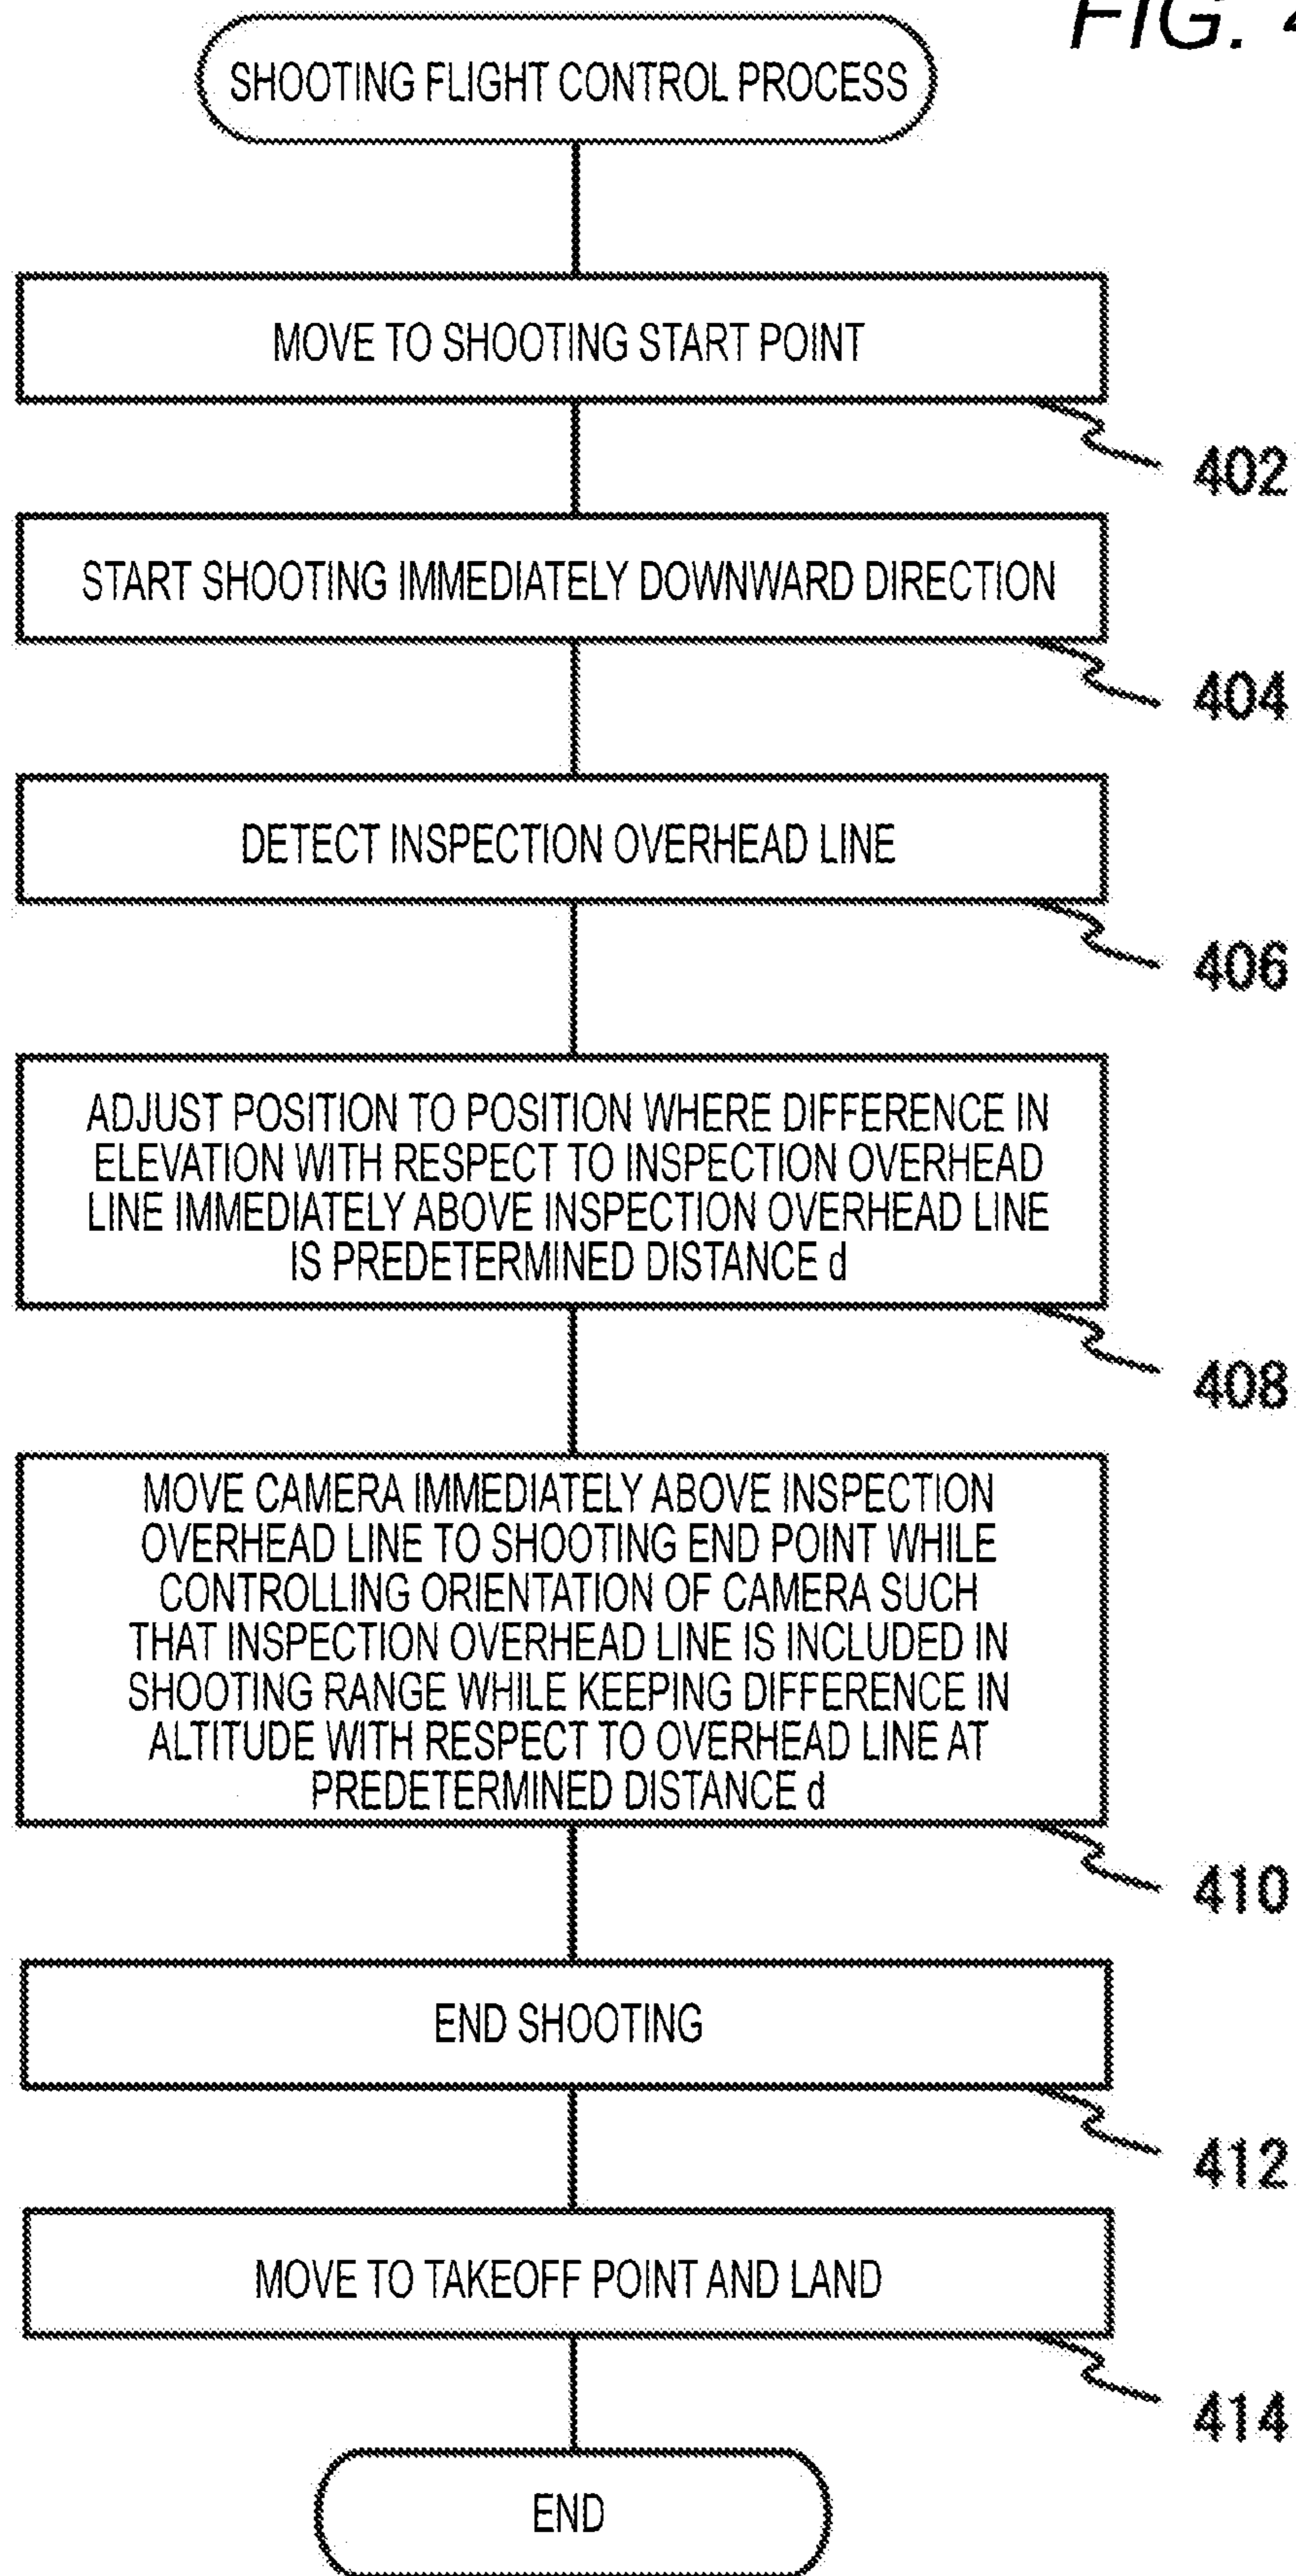 FIG. 4
SHOOTING FLIGHT CONTROL PROCESS
MOVE TO SHOOTING START POINT
402
START SHOOTING IMMEDIATELY DOWNWARD DIRECTION
404
DETECT INSPECTION OVERHEAD LINE
406
ADJUST POSITION TO POSITION WHERE DIFFERENCE IN
ELEVATION WITH RESPECT TO INSPECTION OVERHEAD
LINE IMMEDIATELY ABOVE INSPECTION OVERHEAD LINE
IS PREDETERMINED DISTANCE d
408
MOVE CAMERA IMMEDIATELY ABOVE INSPECTION
OVERHEAD LINE TO SHOOTING END POINT WHILE
CONTROLLING ORIENTATION OF CAMERA SUCH
THAT INSPECTION OVERHEAD LINE IS INCLUDED IN
SHOOTING RANGE WHILE KEEPING DIFFERENCE IN
ALTITUDE WITH RESPECT TO OVERHEAD LINE AT
PREDETERMINED DISTANCE d
410
END SHOOTING
412
MOVE TO TAKEOFF POINT AND LAND
414
END